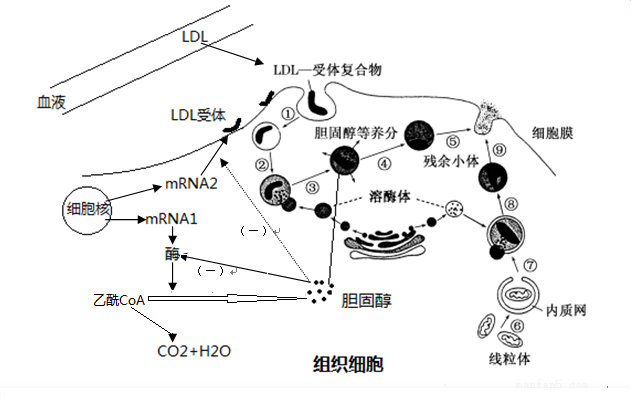 LDL
LDL—受体复合物
血液
LDL受体
①
胆固醇等养分
⑤
细胞膜
②
③
④
残余小体
⑨
细胞核
mRNA2
溶酶体
⑧
mRNA1
(一)
酶
(一)
⑦
乙酰CoA
胆固醇
内质网
⑥
CO2+H2O
线粒体
组织细胞